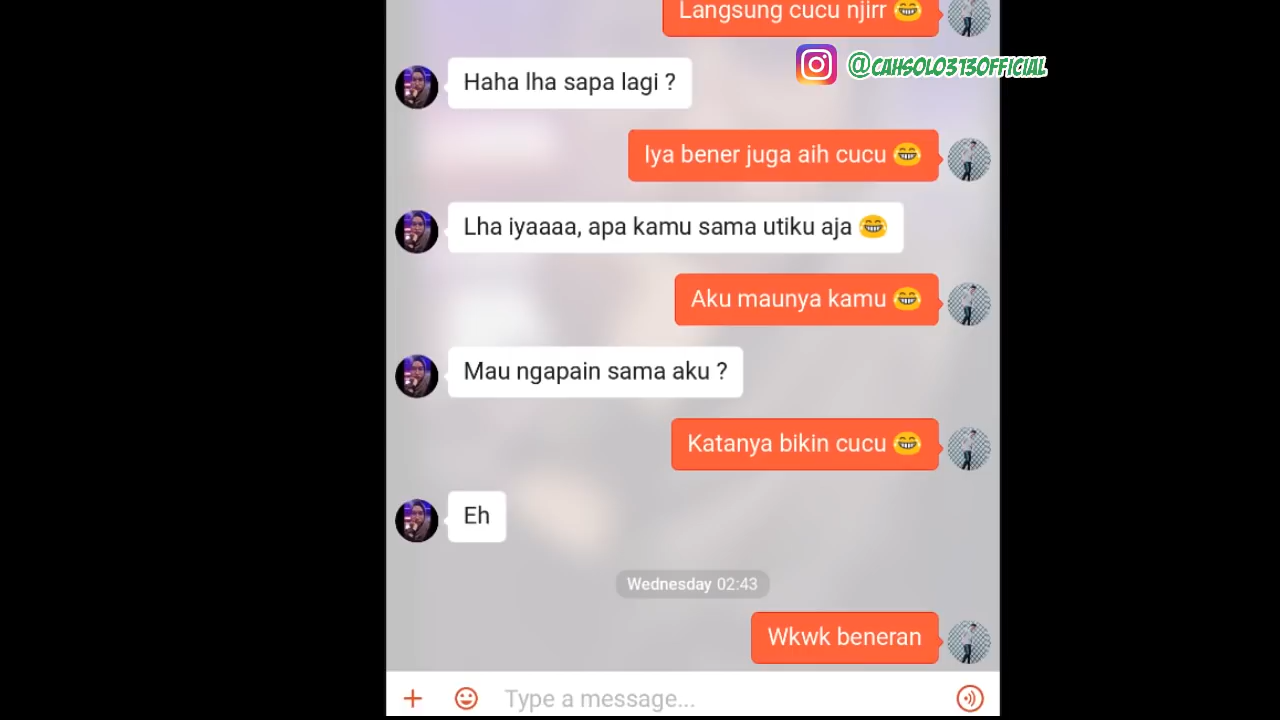 Langsung cucu njirr 😂
@CAHSOLO313OFFICIAL
Haha lha sapa lagi ?
Iya bener juga aih cucu 😂
Lha iyaaaa, apa kamu sama utiku aja 😂
Aku maunya kamu 😂
Mau ngapain sama aku ?
Katanya bikin cucu 😂
Eh
Wednesday 02:43
Wkwk beneran
Type a message...